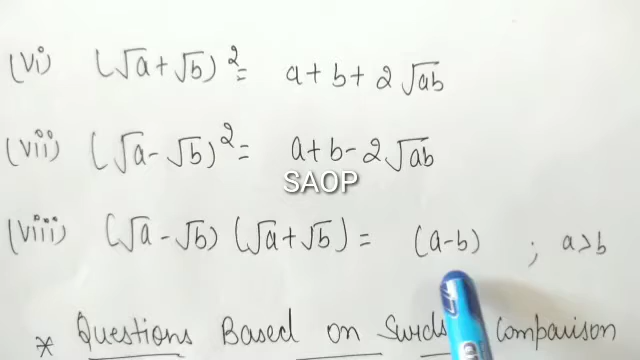 (vi) (√a + √b)² = a + b + 2√ab
(vii) (√a - √b)² = a + b - 2√ab
SAOP
(viii) (√a - √b) (√a + √b) = (a-b) ; a>b
* Questions Based on Surds Comparison